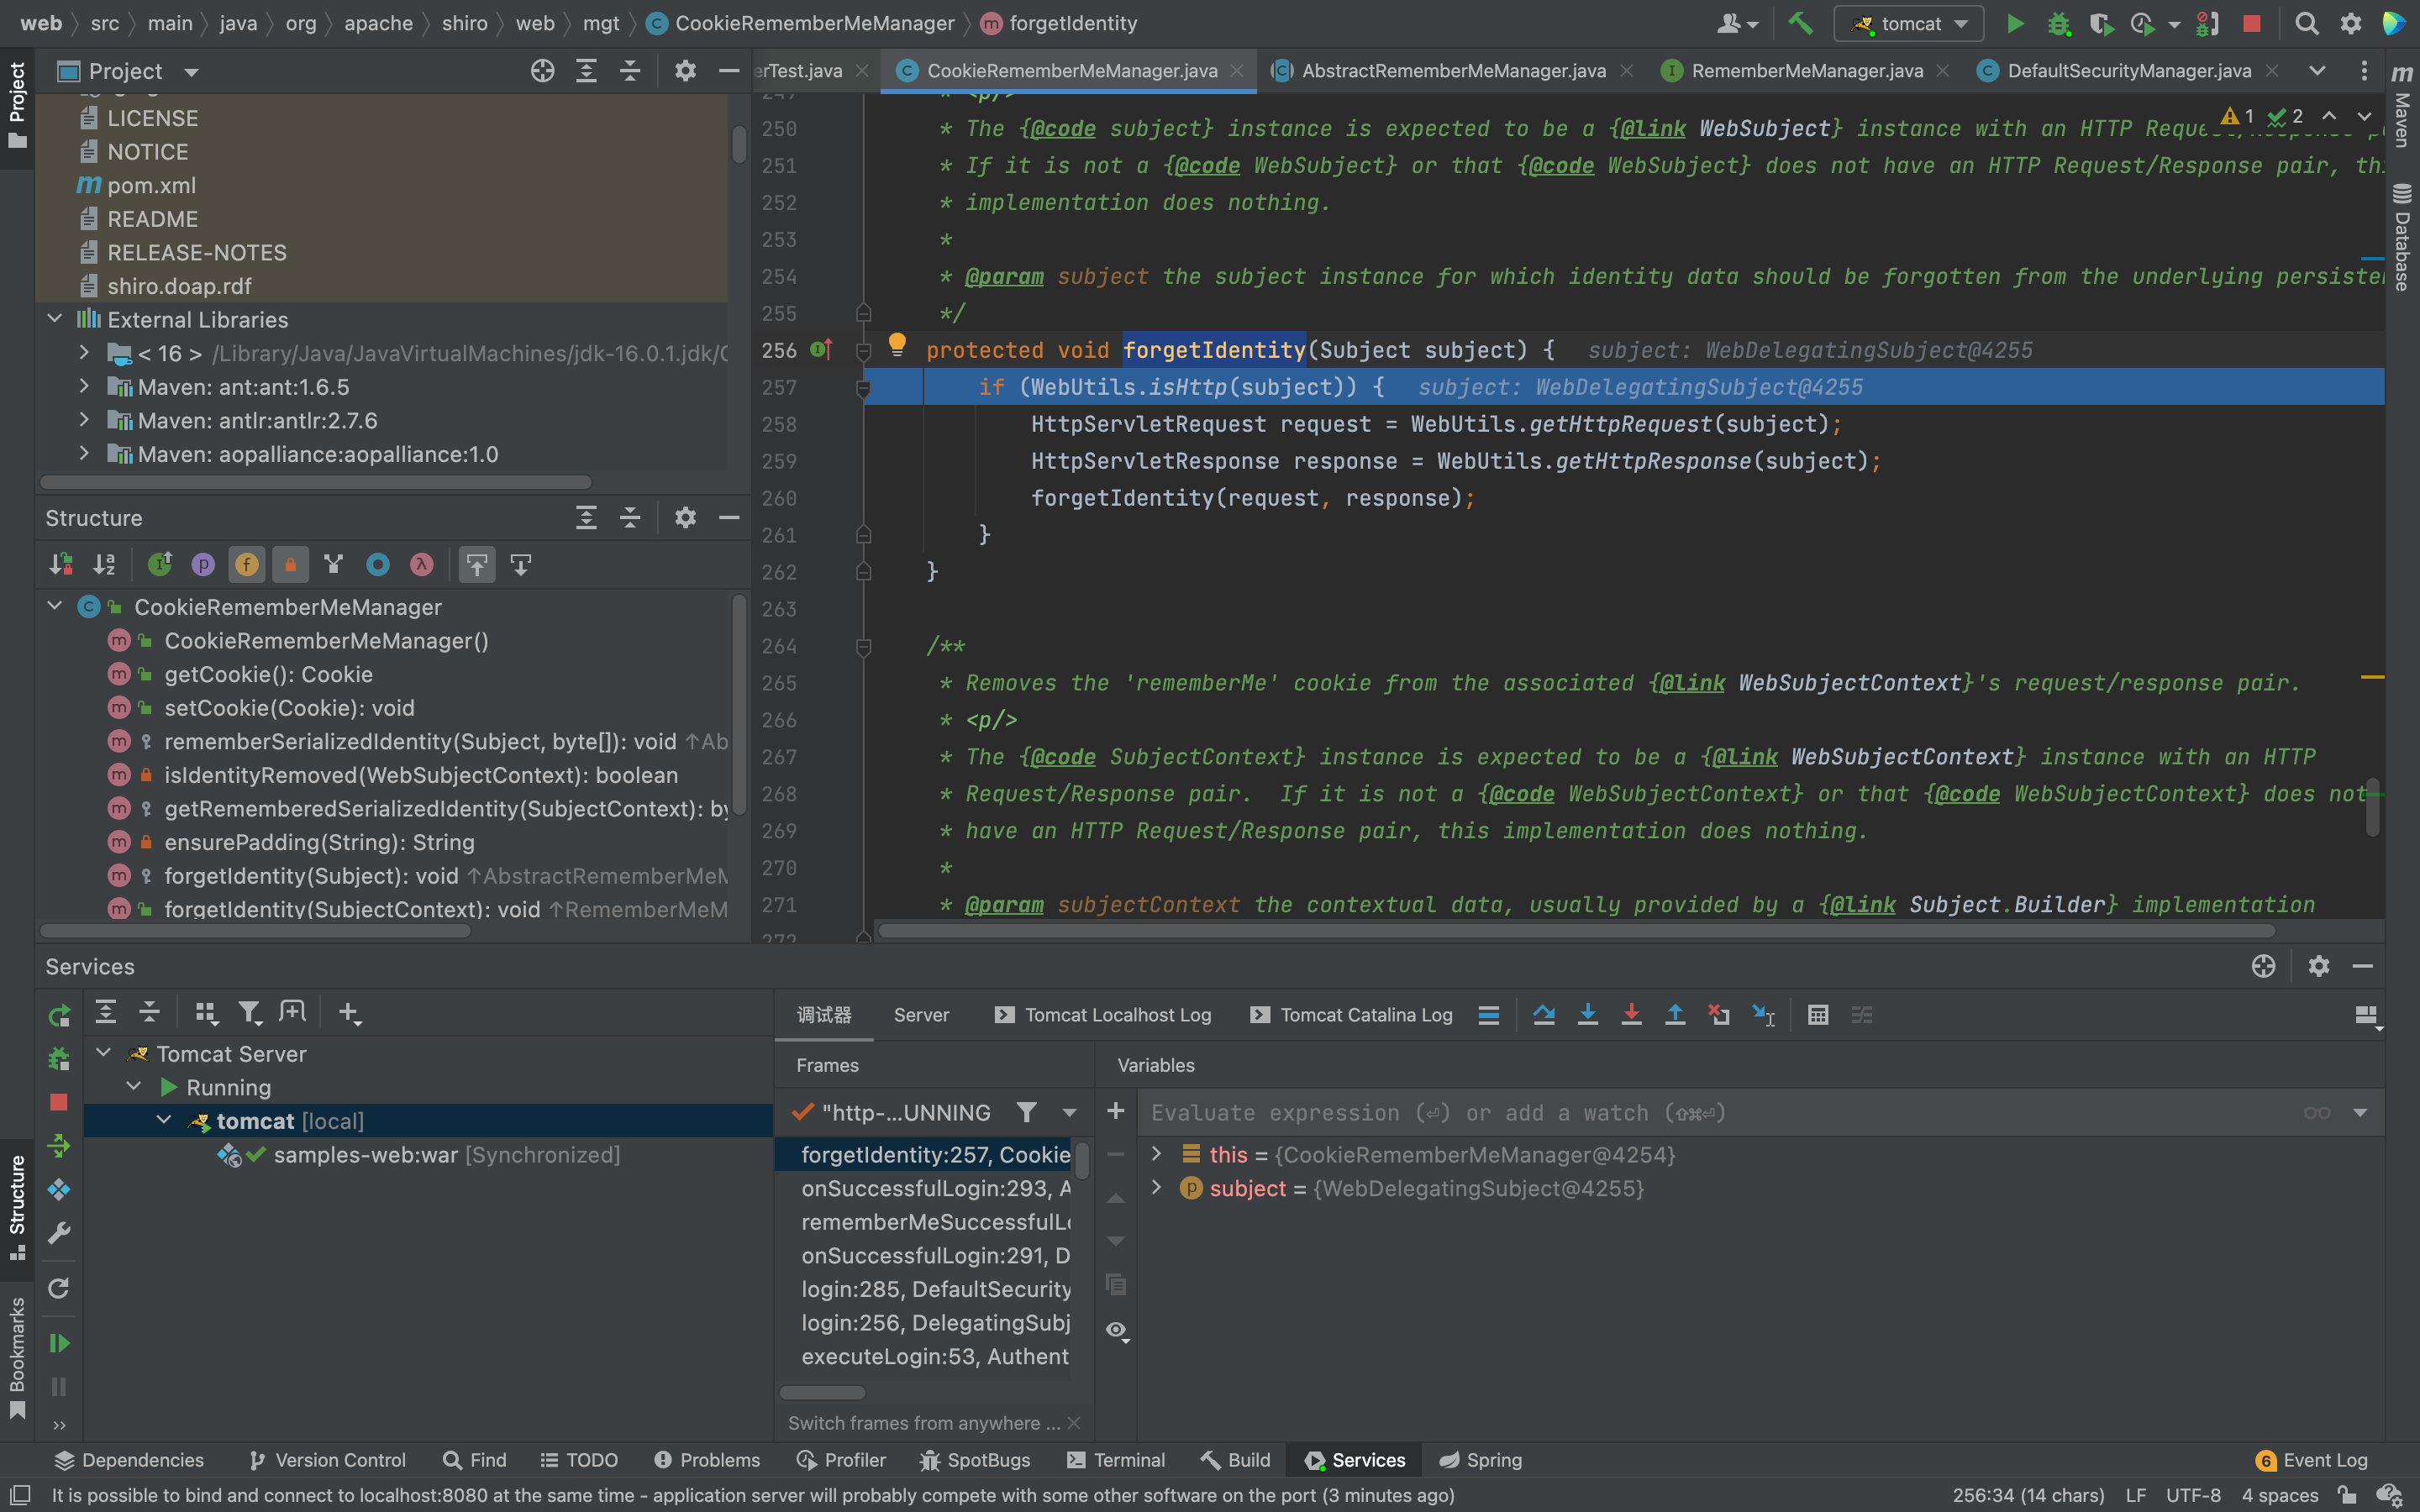 web src main java org apache shiro web mgt CookieRememberMeManager forgetIdentity
tomcat
Project
Project
LICENSE
NOTICE
pom.xml
README
RELEASE-NOTES
shiro.doap.rdf
External Libraries
< 16 > /Library/Java/JavaVirtualMachines/jdk-16.0.1.jdk/
Maven: ant:ant:1.6.5
Maven: antlr:antlr:2.7.6
Maven: aopalliance:aopalliance:1.0
Structure
CookieRememberMeManager
CookieRememberMeManager()
getCookie(): Cookie
setCookie(Cookie): void
rememberSerializedIdentity(Subject, byte[]): void ↑Ab
isIdentityRemoved(WebSubjectContext): boolean
getRememberedSerializedIdentity(SubjectContext): by
ensurePadding(String): String
forgetIdentity(Subject): void ↑AbstractRememberMeM
forgetIdentity(SubjectContext): void ↑RememberMeM
erTest.java CookieRememberMeManager.java AbstractRememberMeManager.java RememberMeManager.java DefaultSecurityManager.java
1 2
249 * <p/>
250 * The {@code subject} instance is expected to be a {@link WebSubject} instance with an HTTP Request/Response p
251 * If it is not a {@code WebSubject} or that {@code WebSubject} does not have an HTTP Request/Response pair, th
252 * implementation does nothing.
253 *
254 * @param subject the subject instance for which identity data should be forgotten from the underlying persiste
255 */
256 protected void forgetIdentity(Subject subject) { subject: WebDelegatingSubject@4255
257 if (WebUtils.isHttp(subject)) { subject: WebDelegatingSubject@4255
258 HttpServletRequest request = WebUtils.getHttpRequest(subject);
259 HttpServletResponse response = WebUtils.getHttpResponse(subject);
260 forgetIdentity(request, response);
261 }
262 }
263
264 /**
265 * Removes the 'rememberMe' cookie from the associated {@link WebSubjectContext}'s request/response pair.
266 * <p/>
267 * The {@code SubjectContext} instance is expected to be a {@link WebSubjectContext} instance with an HTTP
268 * Request/Response pair.  If it is not a {@code WebSubjectContext} or that {@code WebSubjectContext} does not
269 * have an HTTP Request/Response pair, this implementation does nothing.
270 *
271 * @param subjectContext the contextual data, usually provided by a {@link Subject.Builder} implementation
272
Maven
Database
Services
Structure
Bookmarks
Tomcat Server
Running
tomcat [local]
samples-web:war [Synchronized]
调试器 Server Tomcat Localhost Log Tomcat Catalina Log
Frames
Variables
"http-...UNNING
Evaluate expression (⏎) or add a watch (⇧⌘⏎)
forgetIdentity:257, Cookie
onSuccessfulLogin:293, A
rememberMeSuccessfulLo
onSuccessfulLogin:291, D
login:285, DefaultSecurity
login:256, DelegatingSubj
executeLogin:53, Authent
Switch frames from anywhere ...
this = {CookieRememberMeManager@4254}
subject = {WebDelegatingSubject@4255}
Dependencies Version Control Find TODO Problems Profiler SpotBugs Terminal Build Services Spring 6 Event Log
It is possible to bind and connect to localhost:8080 at the same time - application server will probably compete with some other software on the port (3 minutes ago) 256:34 (14 chars) LF UTF-8 4 spaces